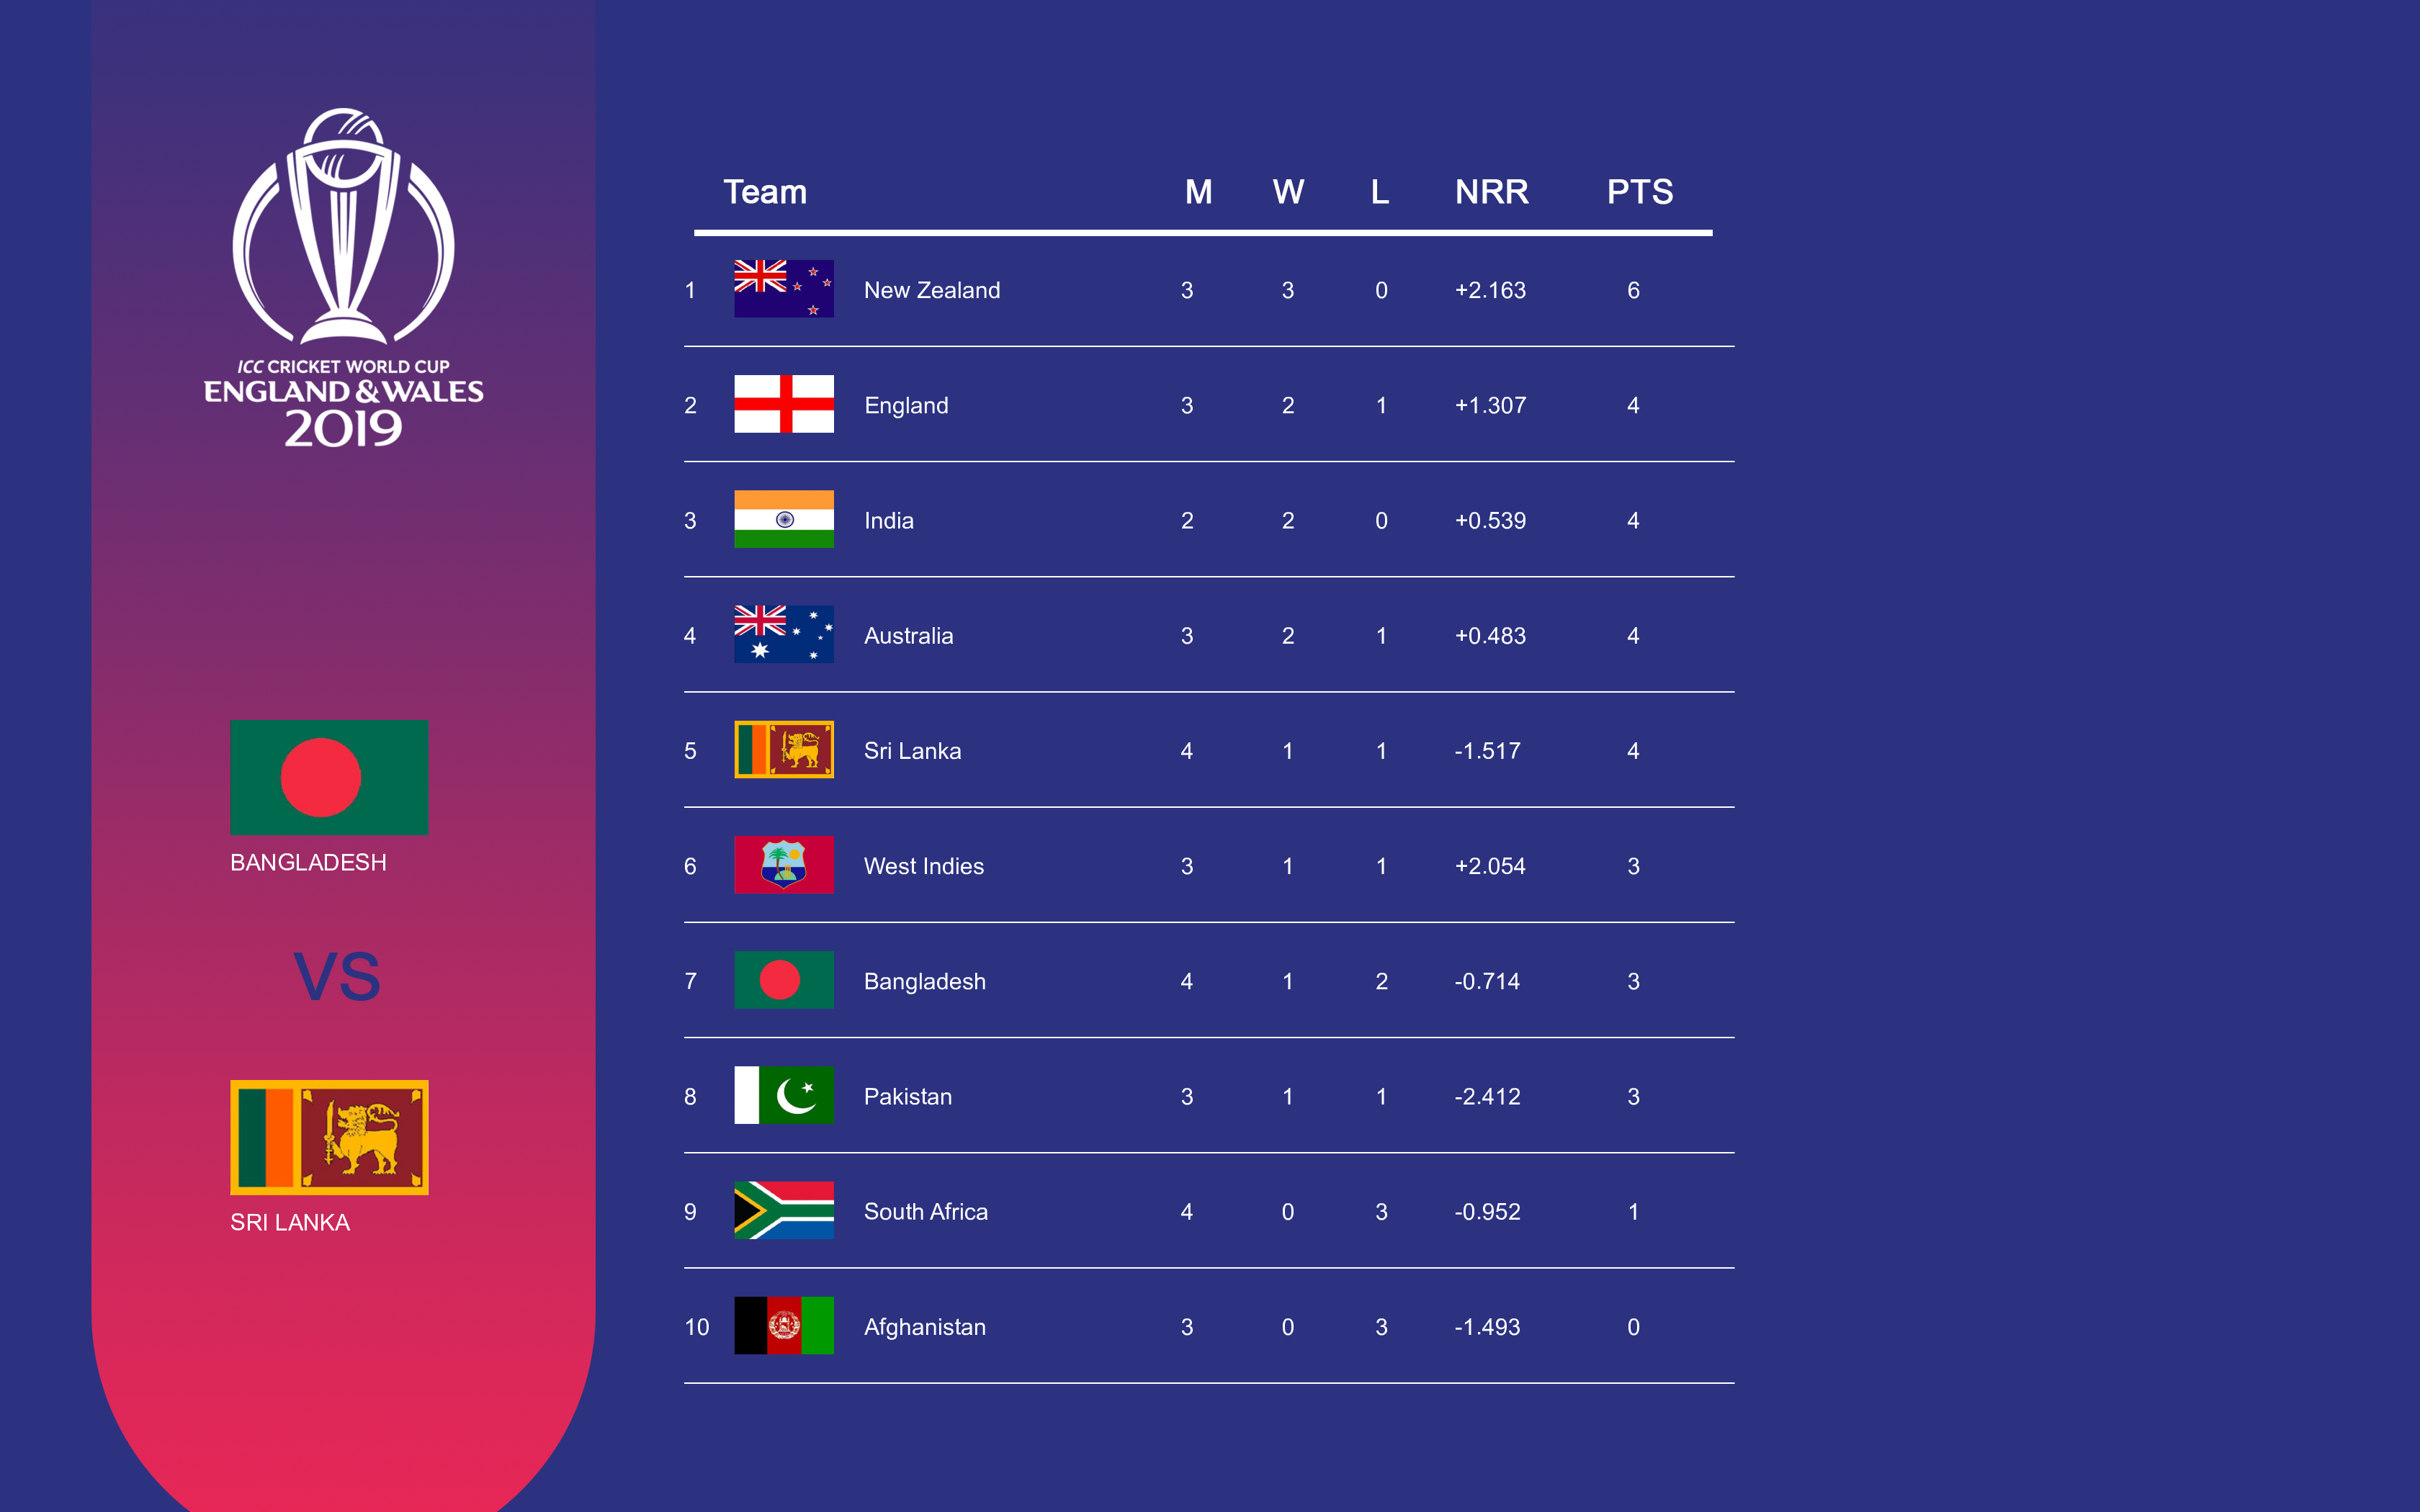 ICC CRICKET WORLD CUP
ENGLAND & WALES
2019
BANGLADESH
VS
SRI LANKA
Team M W L NRR PTS
1 New Zealand 3 3 0 +2.163 6
2 England 3 2 1 +1.307 4
3 India 2 2 0 +0.539 4
4 Australia 3 2 1 +0.483 4
5 Sri Lanka 4 1 1 -1.517 4
6 West Indies 3 1 1 +2.054 3
7 Bangladesh 4 1 2 -0.714 3
8 Pakistan 3 1 1 -2.412 3
9 South Africa 4 0 3 -0.952 1
10 Afghanistan 3 0 3 -1.493 0